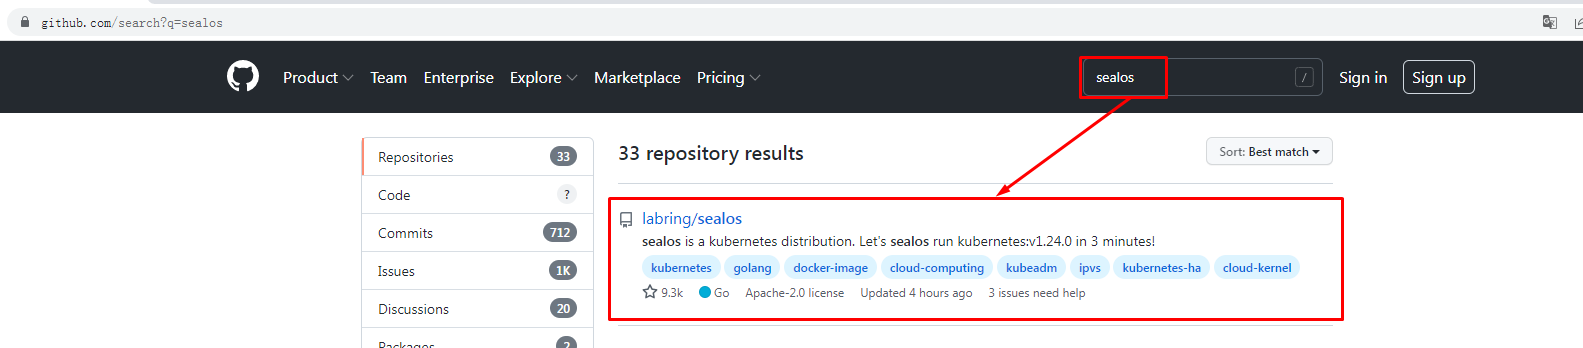 github.com/search?q=sealos
Product Team Enterprise Explore Marketplace Pricing sealos / Sign in Sign up
Repositories 33
Code ?
Commits 712
Issues 1K
Discussions 20
Packages 2
33 repository results
Sort: Best match
labring/sealos
sealos is a kubernetes distribution. Let's sealos run kubernetes:v1.24.0 in 3 minutes!
kubernetes golang docker-image cloud-computing kubeadm ipvs kubernetes-ha cloud-kernel
9.3k Go Apache-2.0 license Updated 4 hours ago 3 issues need help